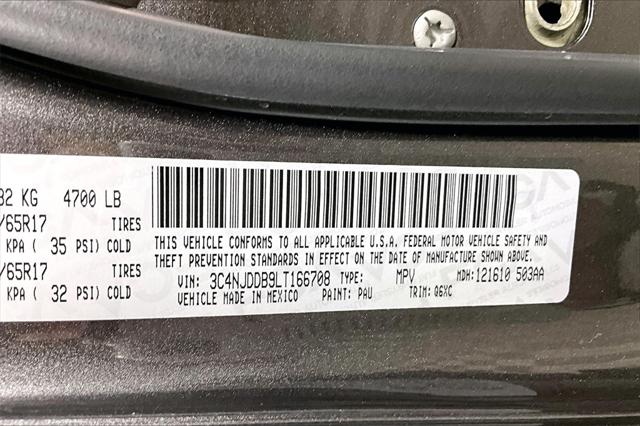 82 KG 4700 LB
/65R17 TIRES
KPA ( 35 PSI) COLD
/65R17 TIRES
KPA ( 32 PSI) COLD
THIS VEHICLE CONFORMS TO ALL APPLICABLE U.S.A. FEDERAL MOTOR VEHICLE SAFETY AND
THEFT PREVENTION STANDARDS IN EFFECT ON THE DATE OF MANUFACTURE SHOWN ABOVE.
VIN: 3C4NJDDB9LT166708 TYPE: MPV MDH: 121610 503AA
VEHICLE MADE IN MEXICO PAINT: PAU TRIM: Q6XC